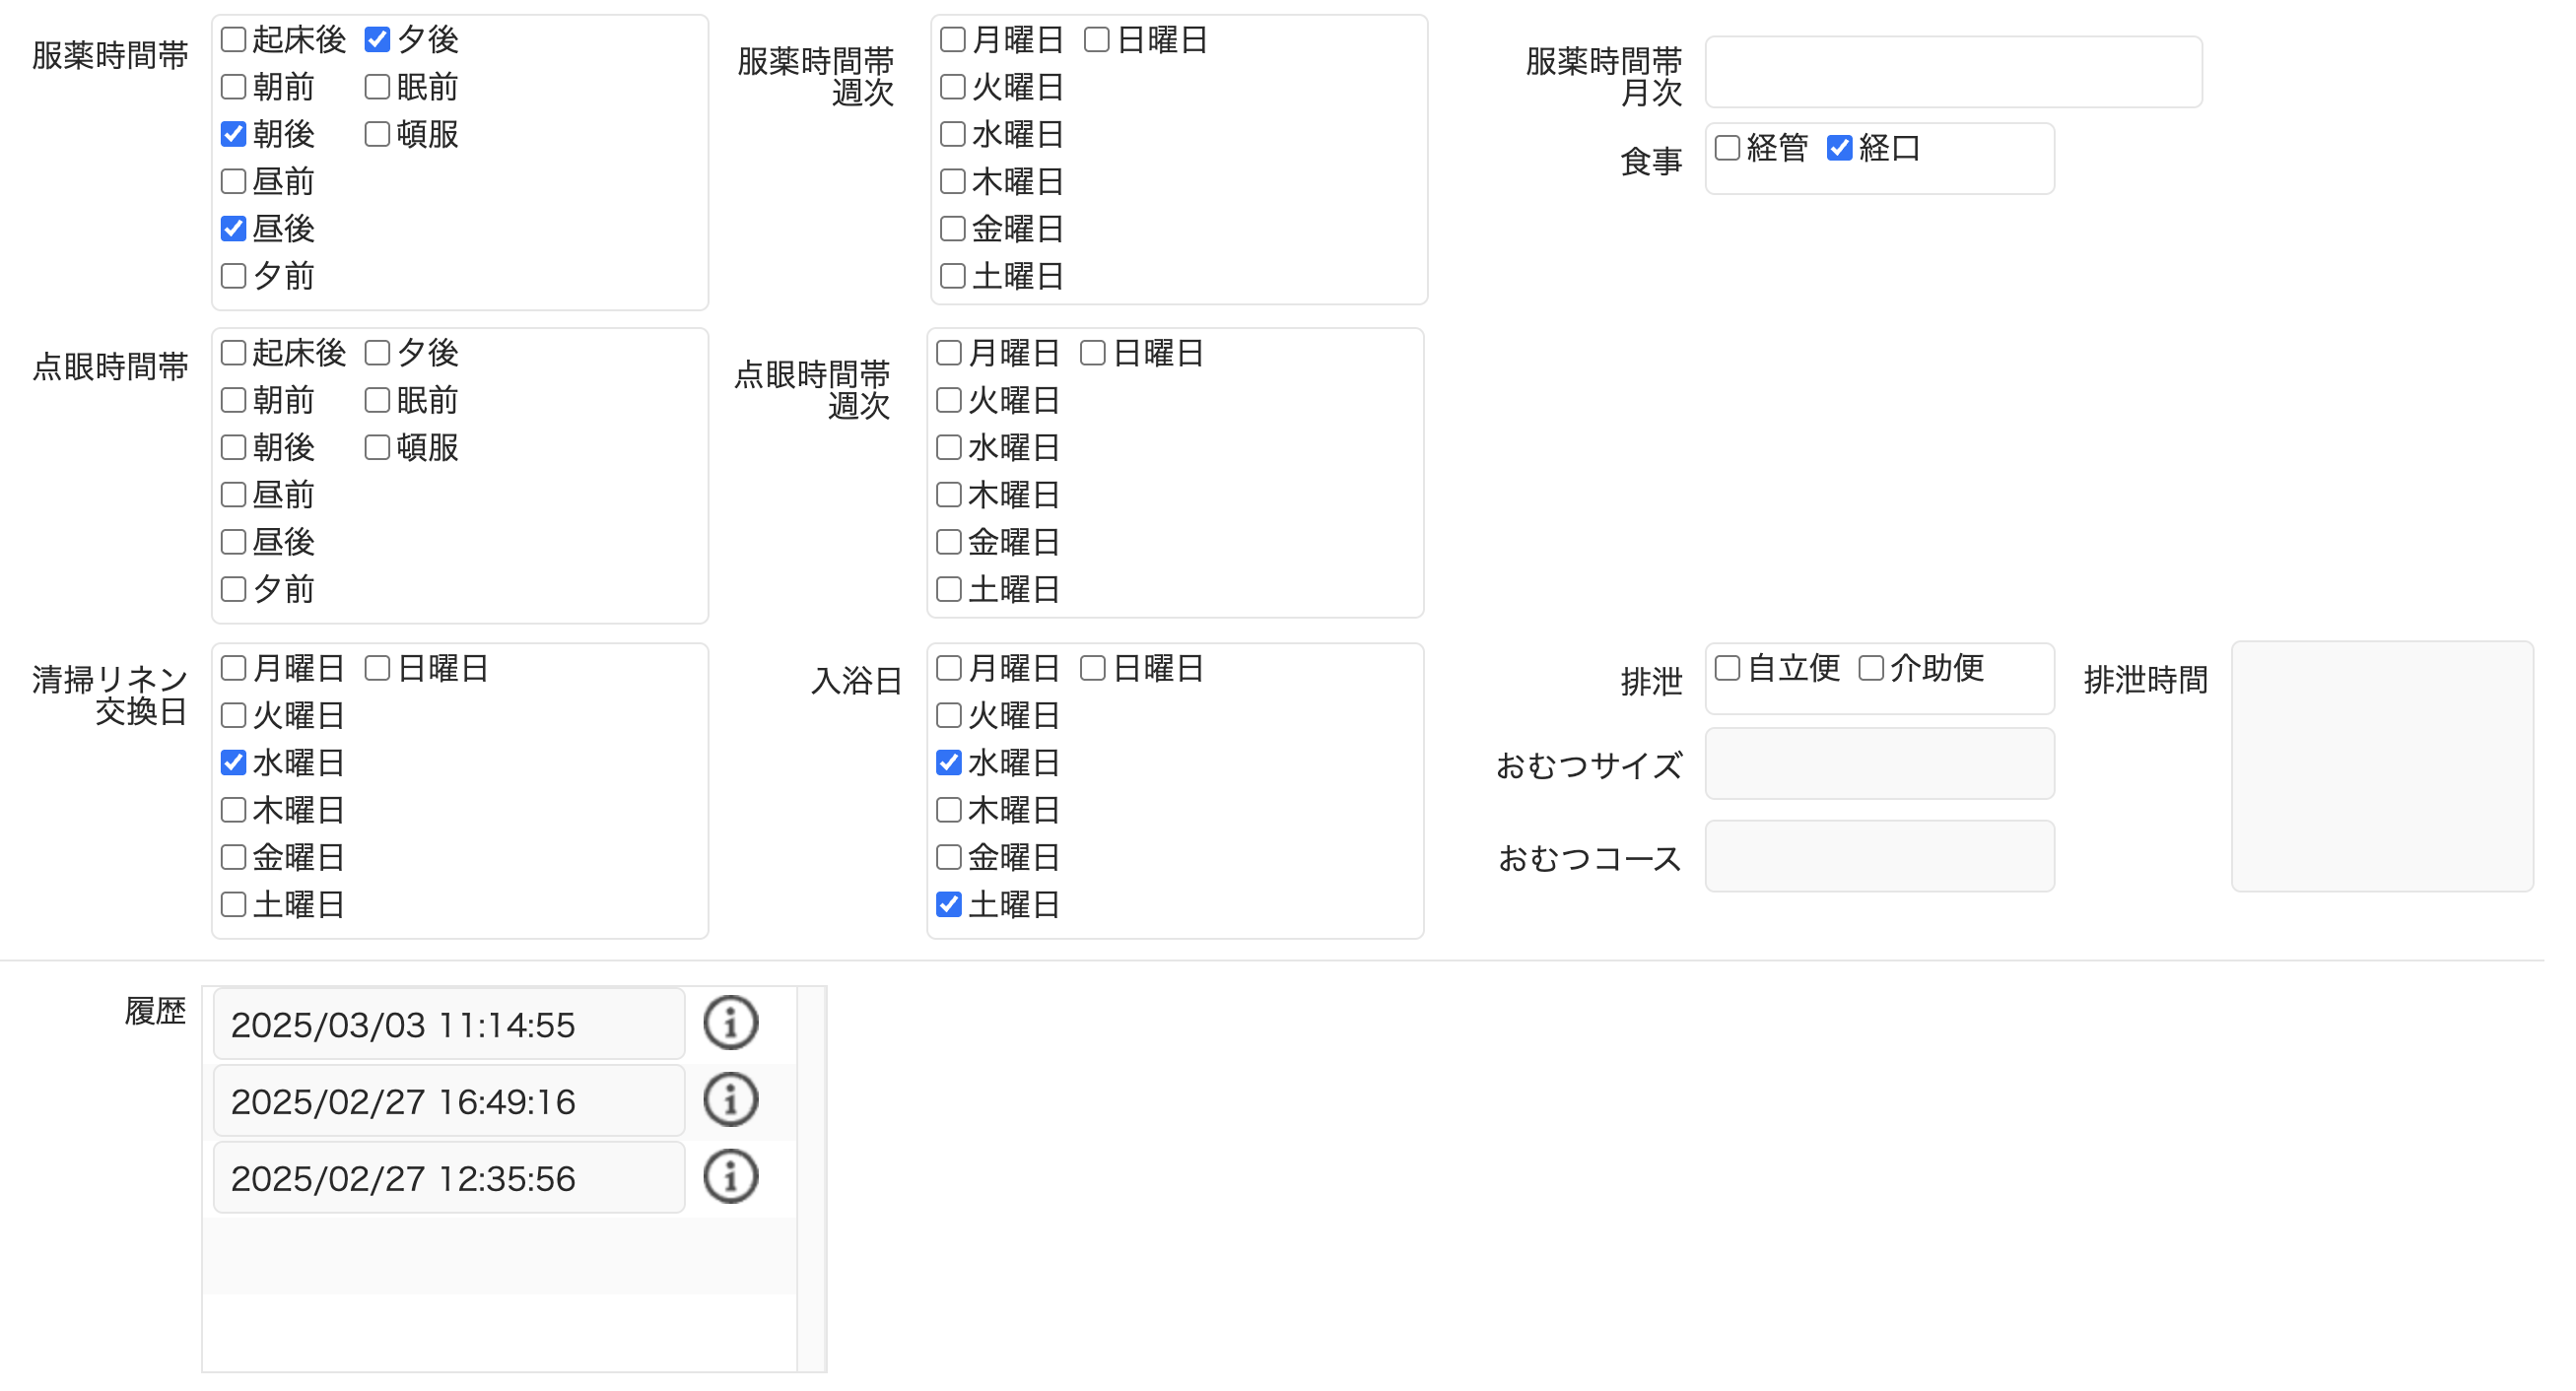 服薬時間帯
起床後 夕後
朝前 眠前
朝後 頓服
昼前
昼後
夕前
服薬時間帯
週次
月曜日 日曜日
火曜日
水曜日
木曜日
金曜日
土曜日
服薬時間帯
月次
食事
経管 経口
点眼時間帯
起床後 夕後
朝前 眠前
朝後 頓服
昼前
昼後
夕前
点眼時間帯
週次
月曜日 日曜日
火曜日
水曜日
木曜日
金曜日
土曜日
清掃リネン
交換日
月曜日 日曜日
火曜日
水曜日
木曜日
金曜日
土曜日
入浴日
月曜日 日曜日
火曜日
水曜日
木曜日
金曜日
土曜日
排泄
自立便 介助便
排泄時間
おむつサイズ
おむつコース
履歴
2025/03/03 11:14:55
2025/02/27 16:49:16
2025/02/27 12:35:56